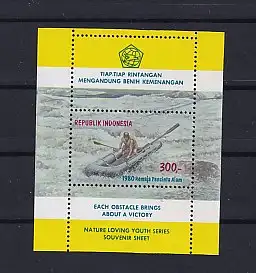 TIAP-TIAP RINTANGAN
MENGANDUNG BENIH KEMENANGAN
REPUBLIK INDONESIA
300,-
1980 Remaja Pencinta Alam
EACH OBSTACLE BRINGS
ABOUT A VICTORY
NATURE LOVING YOUTH SERIES
SOUVENIR SHEET